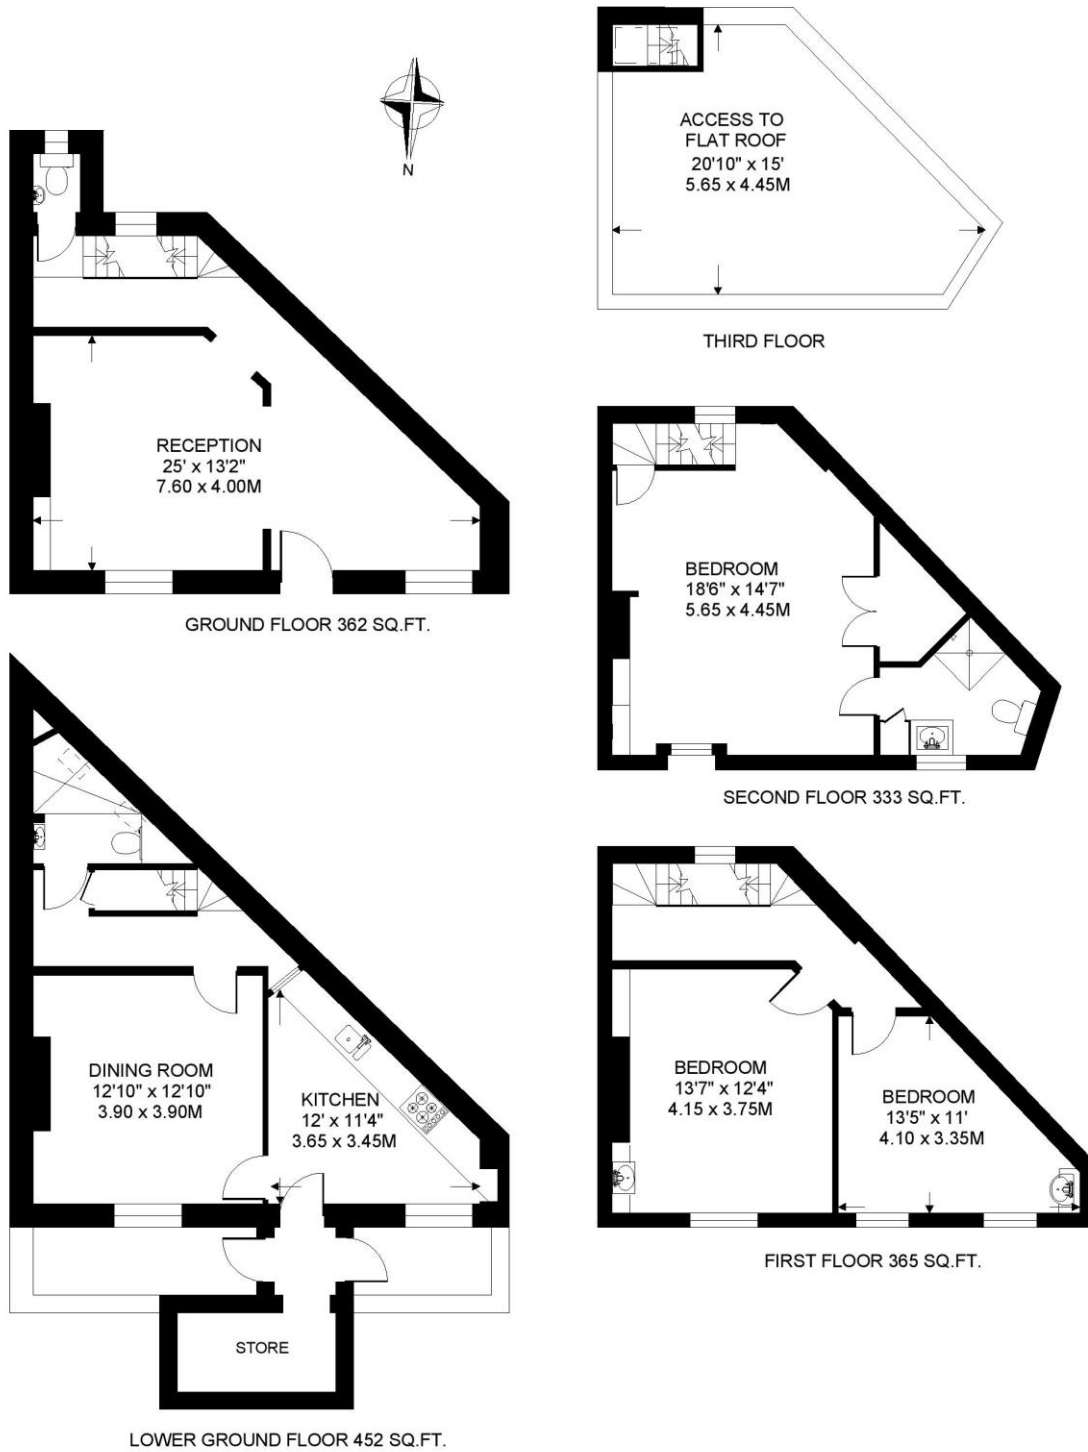 N
ACCESS TO
FLAT ROOF
20'10" x 15'
5.65 x 4.45M
THIRD FLOOR
RECEPTION
25' x 13'2"
7.60 x 4.00M
GROUND FLOOR 362 SQ.FT.
BEDROOM
18'6" x 14'7"
5.65 x 4.45M
SECOND FLOOR 333 SQ.FT.
DINING ROOM
12'10" x 12'10"
3.90 x 3.90M
KITCHEN
12' x 11'4"
3.65 x 3.45M
STORE
LOWER GROUND FLOOR 452 SQ.FT.
BEDROOM
13'7" x 12'4"
4.15 x 3.75M
BEDROOM
13'5" x 11'
4.10 x 3.35M
FIRST FLOOR 365 SQ.FT.